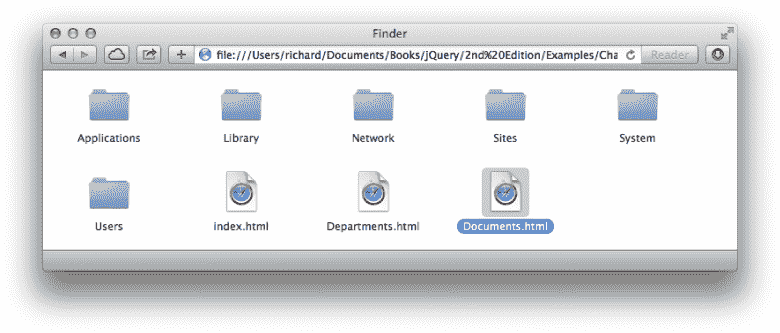 Finder
file:///Users/richard/Documents/Books/jQuery/2nd%20Edition/Examples/Cha
Reader
Applications Library Network Sites System
Users index.html Departments.html Documents.html